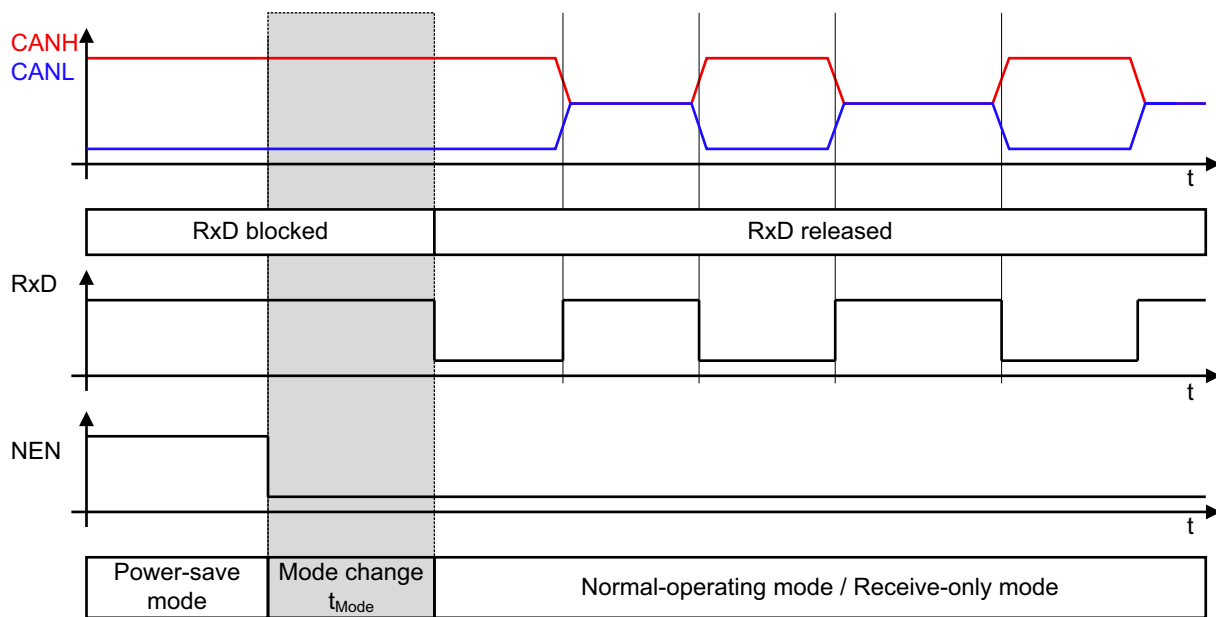 CANH
CANL
t
RxD blocked
RxD released
RxD
t
NEN
t
Power-save
mode
Mode change
tMode
Normal-operating mode / Receive-only mode